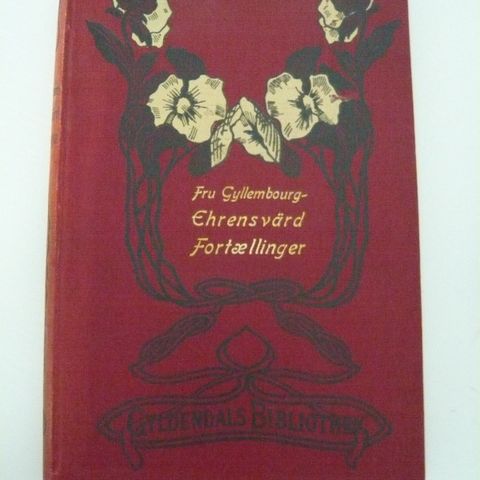 Fru Gyllembourg-
Ehrensvärd
Fortællinger
GYLDENDALS BIBLIOTHEK